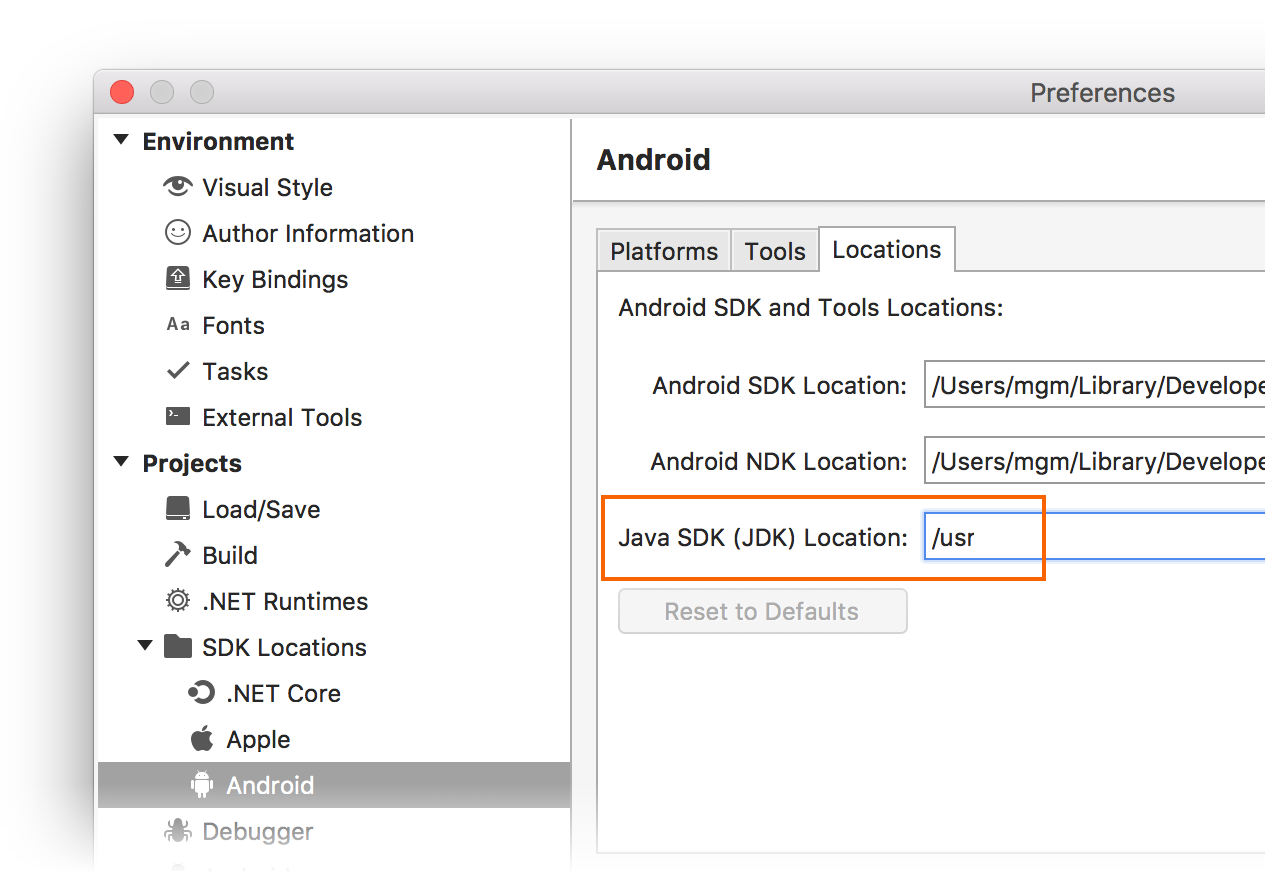 Preferences
Environment
Visual Style
Author Information
Key Bindings
Aa Fonts
Tasks
External Tools
Projects
Load/Save
Build
.NET Runtimes
SDK Locations
.NET Core
Apple
Android
Debugger
Android
Platforms Tools Locations
Android SDK and Tools Locations:
Android SDK Location: /Users/mgm/Library/Develope
Android NDK Location: /Users/mgm/Library/Develope
Java SDK (JDK) Location: /usr
Reset to Defaults